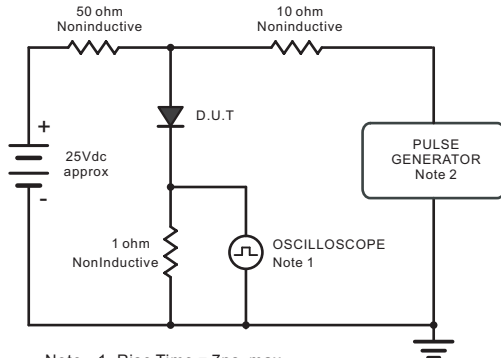 50 ohm
Noninductive
10 ohm
Noninductive
D.U.T
+
25Vdc
approx
-
PULSE
GENERATOR
Note 2
1 ohm
NonInductive
OSCILLOSCOPE
Note 1